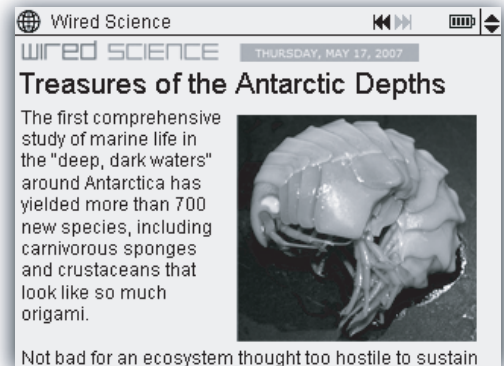 Wired Science
WIRED SCIENCE THURSDAY, MAY 17, 2007
Treasures of the Antarctic Depths
The first comprehensive
study of marine life in
the "deep, dark waters"
around Antarctica has
yielded more than 700
new species, including
carnivorous sponges
and crustaceans that
look like so much
origami.
Not bad for an ecosystem thought too hostile to sustain